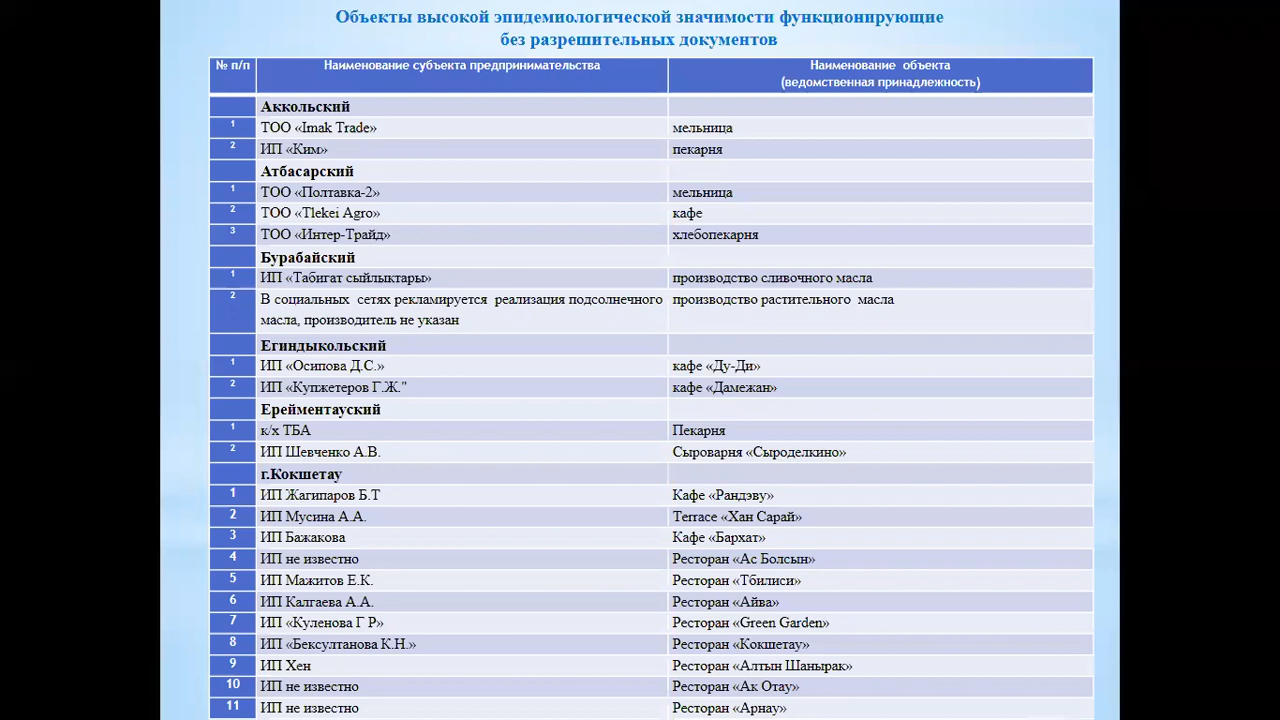 Объекты высокой эпидемиологической значимости функционирующие
без разрешительных документов
№ п/п Наименование субъекта предпринимательства Наименование объекта
(ведомственная принадлежность)
Аккольский
1 ТОО «Imak Trade» мельница
2 ИП «Ким» пекарня
Атбасарский
1 ТОО «Полтавка-2» мельница
2 ТОО «Tlekei Agro» кафе
3 ТОО «Интер-Трайд» хлебопекарня
Бурабайский
1 ИП «Табигат сыйлыктары» производство сливочного масла
2 В социальных сетях рекламируется реализация подсолнечного производство растительного масла
масла, производитель не указан
Егиндыкольский
1 ИП «Осипова Д.С.» кафе «Ду-Ди»
2 ИП «Купжетеров Г.Ж." кафе «Дамежан»
Ерейментауский
1 к/х ТБА Пекарня
2 ИП Шевченко А.В. Сыроварня «Сыроделкино»
г.Кокшетау
1 ИП Жагипаров Б.Т Кафе «Рандэву»
2 ИП Мусина А.А. Terrace «Хан Сарай»
3 ИП Бажакова Кафе «Бархат»
4 ИП не известно Ресторан «Ас Болсын»
5 ИП Мажитов Е.К. Ресторан «Тбилиси»
6 ИП Калгаева А.А. Ресторан «Айва»
7 ИП «Куленова Г Р» Ресторан «Green Garden»
8 ИП «Бексултанова К.Н.» Ресторан «Кокшетау»
9 ИП Хен Ресторан «Алтын Шанырак»
10 ИП не известно Ресторан «Ак Отау»
11 ИП не известно Ресторан «Арнау»